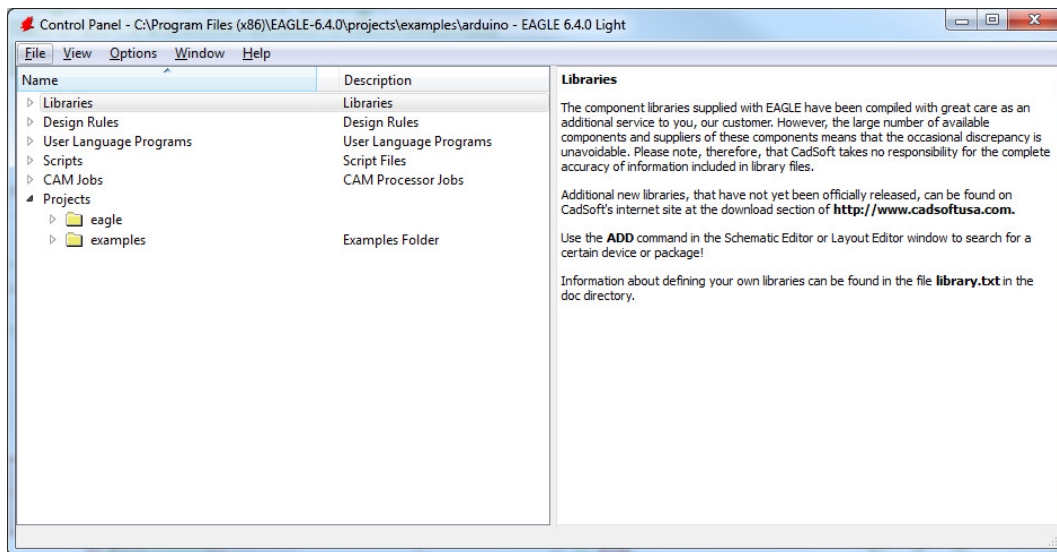 Control Panel - C:\Program Files (x86)\EAGLE-6.4.0\projects\examples\arduino - EAGLE 6.4.0 Light
File View Options Window Help
Name Description
Libraries Libraries
Design Rules Design Rules
User Language Programs User Language Programs
Scripts Script Files
CAM Jobs CAM Processor Jobs
Projects
eagle
examples Examples Folder
Libraries
The component libraries supplied with EAGLE have been compiled with great care as an
additional service to you, our customer. However, the large number of available
components and suppliers of these components means that the occasional discrepancy is
unavoidable. Please note, therefore, that CadSoft takes no responsibility for the complete
accuracy of information included in library files.
Additional new libraries, that have not yet been officially released, can be found on
CadSoft's internet site at the download section of http://www.cadsoftusa.com.
Use the ADD command in the Schematic Editor or Layout Editor window to search for a
certain device or package!
Information about defining your own libraries can be found in the file library.txt in the
doc directory.